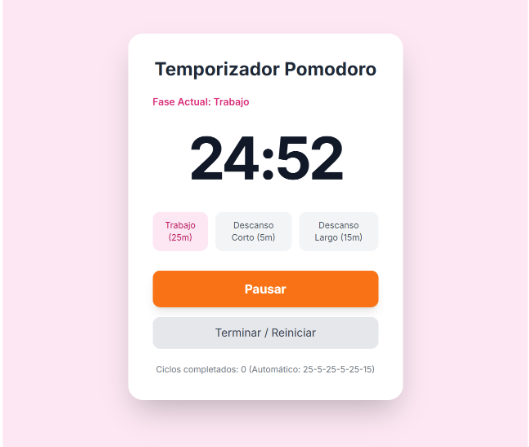 Temporizador Pomodoro
Fase Actual: Trabajo
24:52
Trabajo
(25m)
Descanso
Corto (5m)
Descanso
Largo (15m)
Pausar
Terminar / Reiniciar
Ciclos completados: 0 (Automático: 25-5-25-5-25-15)